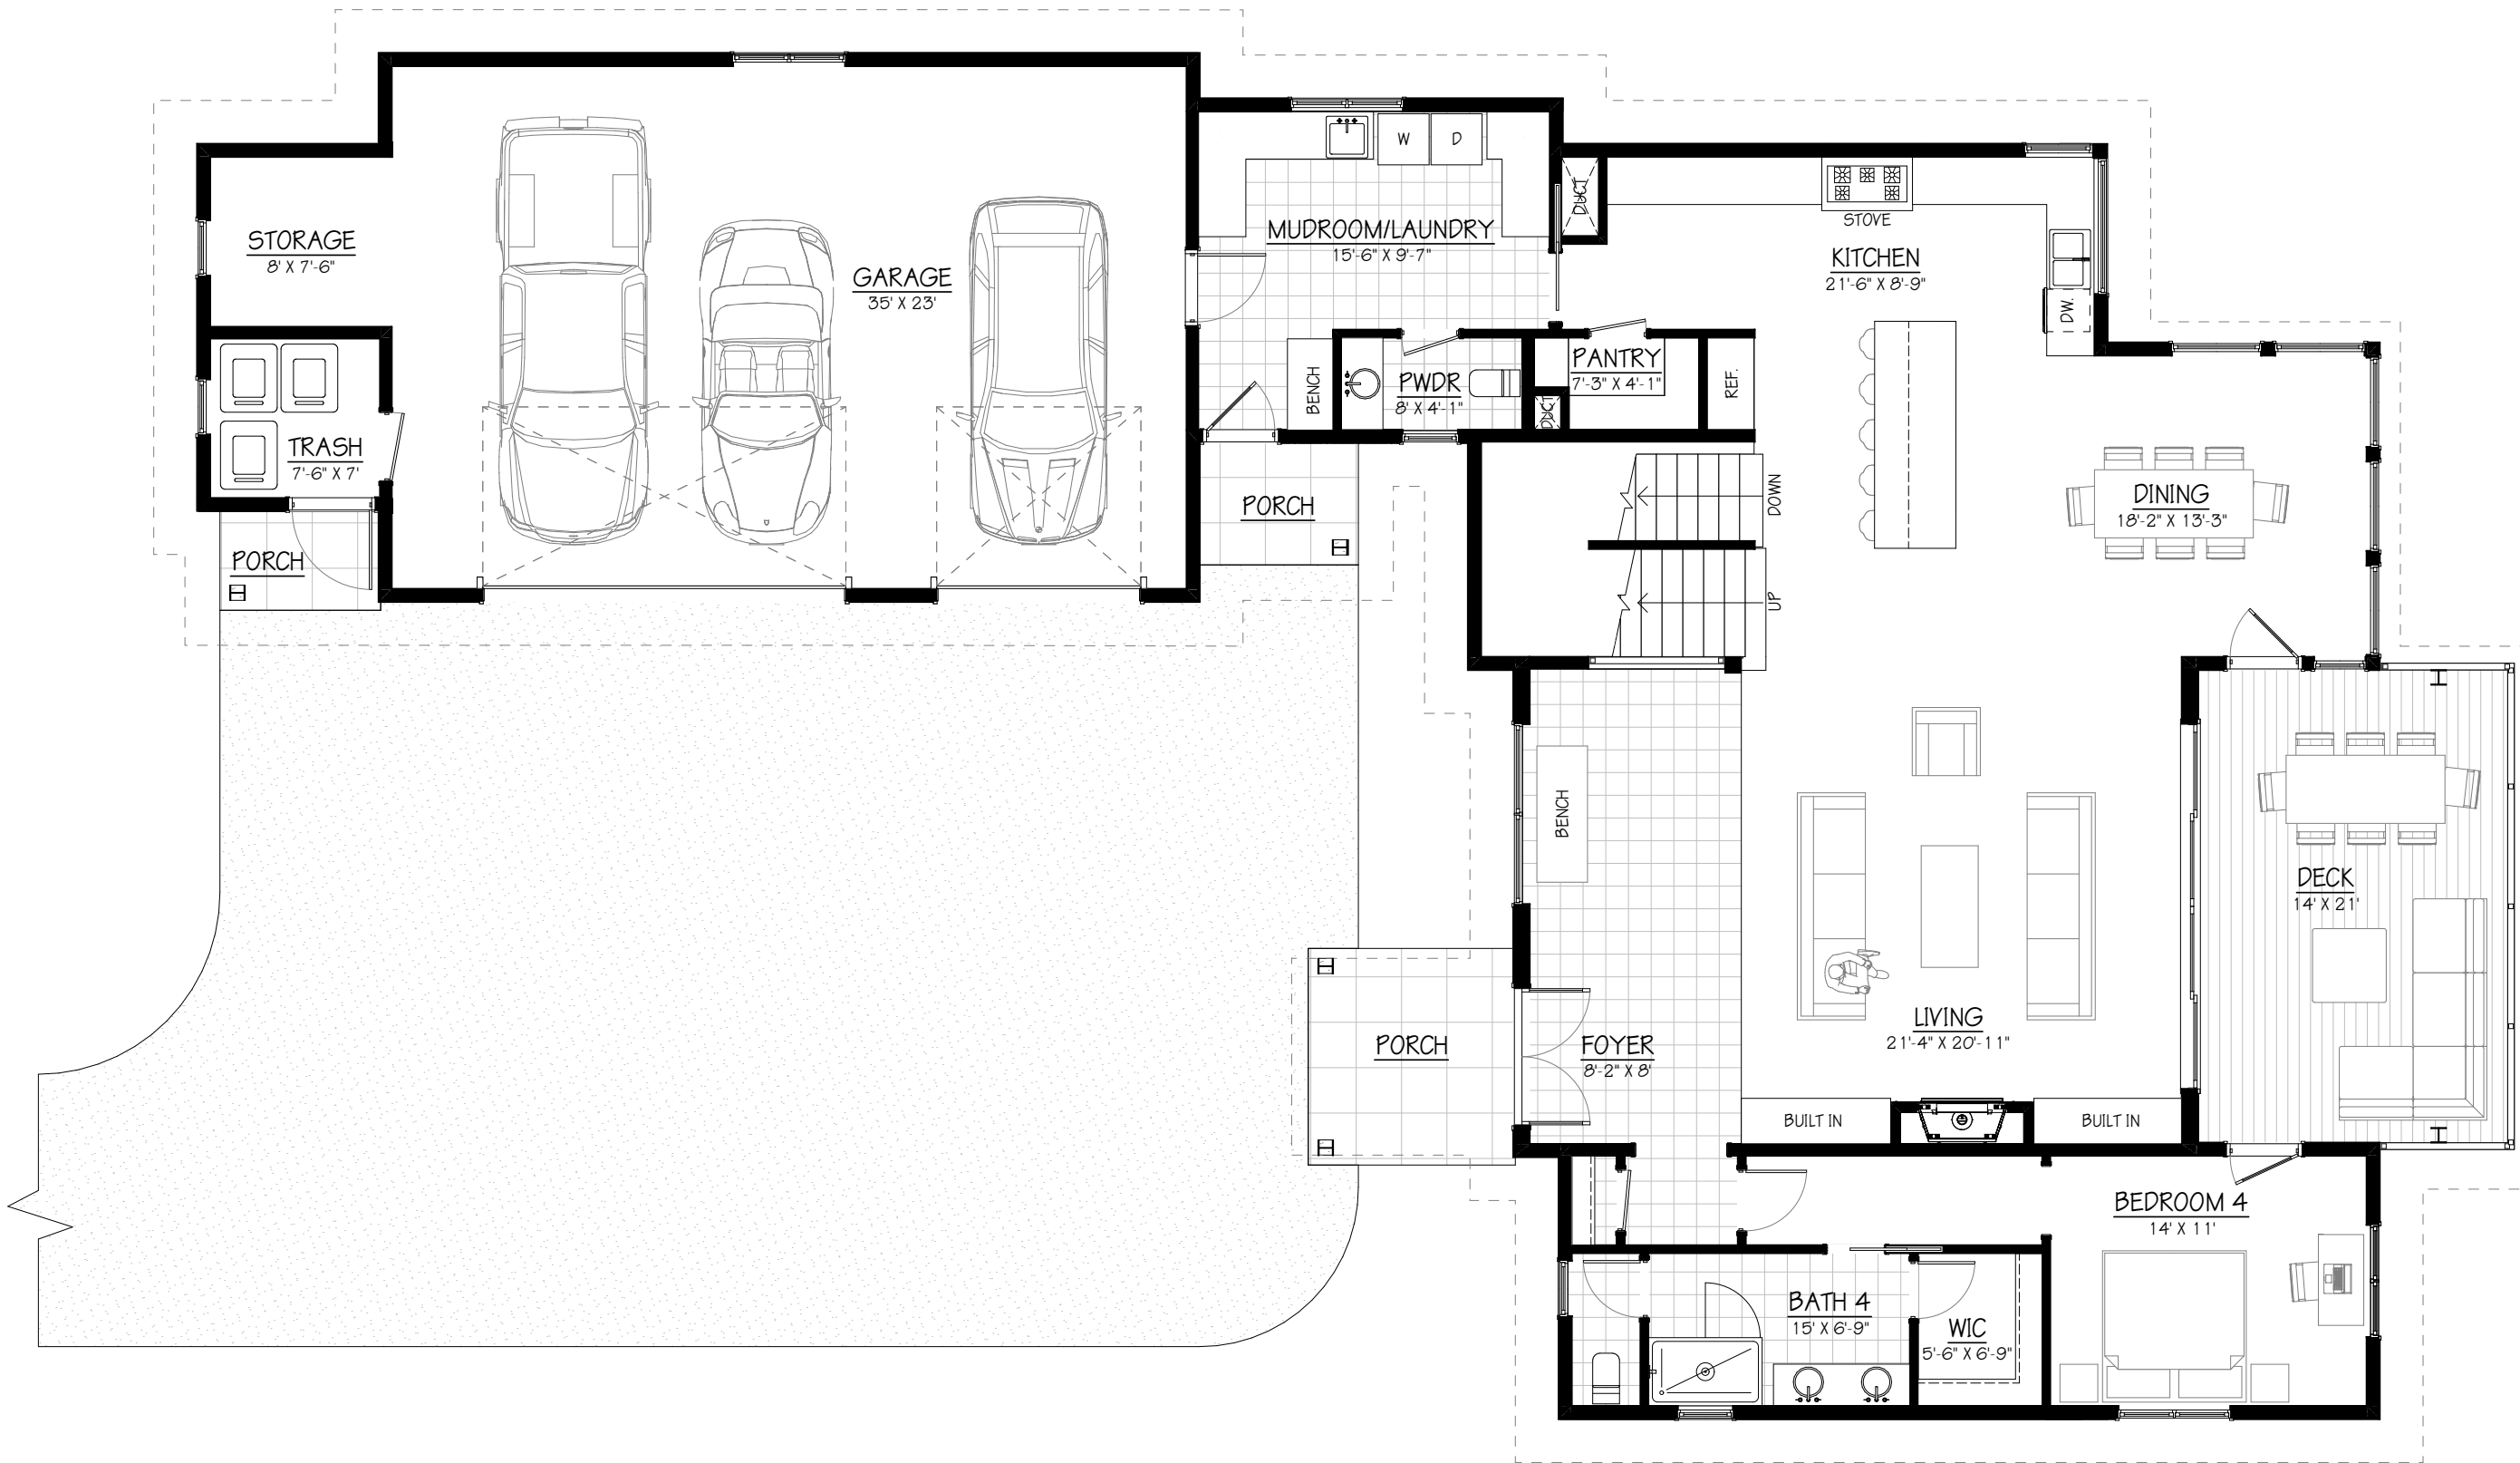 W
D
DUCT
STOVE
STORAGE
8' X 7'-6"
GARAGE
35' X 23'
MUDROOM/LAUNDRY
15'-6" X 9'-7"
KITCHEN
21'-6" X 8'-9"
DW.
BENCH
PWDR
8' X 4'-1"
DUCT
PANTRY
7'-3" X 4'-1"
REF.
TRASH
7'-6" X 7'
PORCH
PORCH
DOWN
UP
DINING
18'-2" X 13'-3"
BENCH
DECK
14' X 21'
PORCH
FOYER
8'-2" X 8'
LIVING
21'-4" X 20'-11"
BUILT IN
BUILT IN
BEDROOM 4
14' X 11'
BATH 4
15' X 6'-9"
WIC
5'-6" X 6'-9"